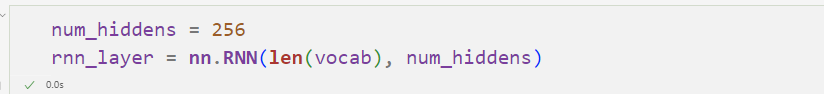 num_hiddens = 256
rnn_layer = nn.RNN(len(vocab), num_hiddens)
0.0s